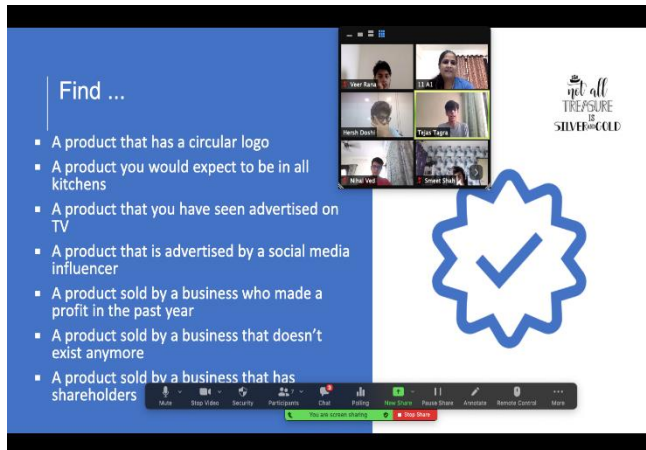 Find ...
▪ A product that has a circular logo
▪ A product you would expect to be in all
kitchens
▪ A product that you have seen advertised on
TV
▪ A product that is advertised by a social media
influencer
▪ A product sold by a business who made a
profit in the past year
▪ A product sold by a business that doesn't
exist anymore
▪ A product sold by a business that has
shareholders
Veer Rana
11 A1
Hersh Doshi
Tejas Tagra
Nihal Ved
Smeet Shah
not all
TREASURE
IS
SILVER AND GOLD
Mute
Stop Video
Security
Participants
7
Chat
Polling
New Share
Pause Share
Annotate
Remote Control
More
You are screen sharing
Stop Share